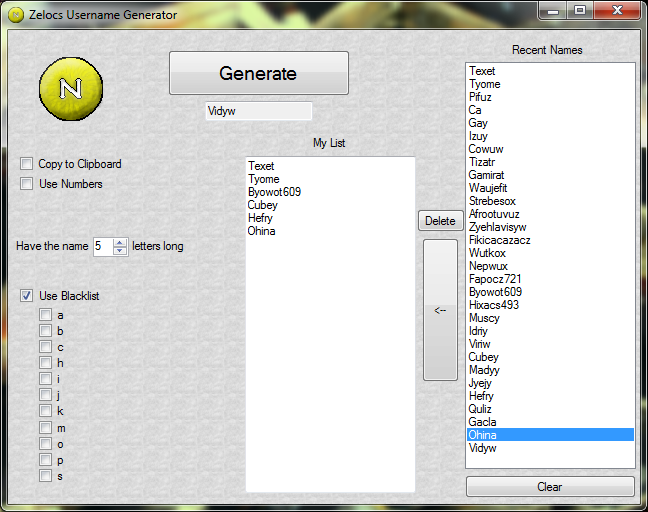 Zelocs Username Generator
N
Generate
Vidyw
Copy to Clipboard
Use Numbers
Have the name 5 letters long
Use Blacklist
a
b
c
h
i
j
k
m
o
p
s
My List
Texet
Tyome
Byowot609
Cubey
Hefry
Ohina
Delete
<--
Recent Names
Texet
Tyome
Pifuz
Ca
Gay
Izuy
Cowuw
Tizatr
Gamirat
Waujefit
Strebesox
Afrootuvuz
Zyehlavisyw
Fikicacazacz
Wutkox
Nepwux
Fapocz721
Byowot609
Hixacs493
Muscy
Idriy
Viriw
Cubey
Madyy
Jyejy
Hefry
Quliz
Gacla
Ohina
Vidyw
Clear